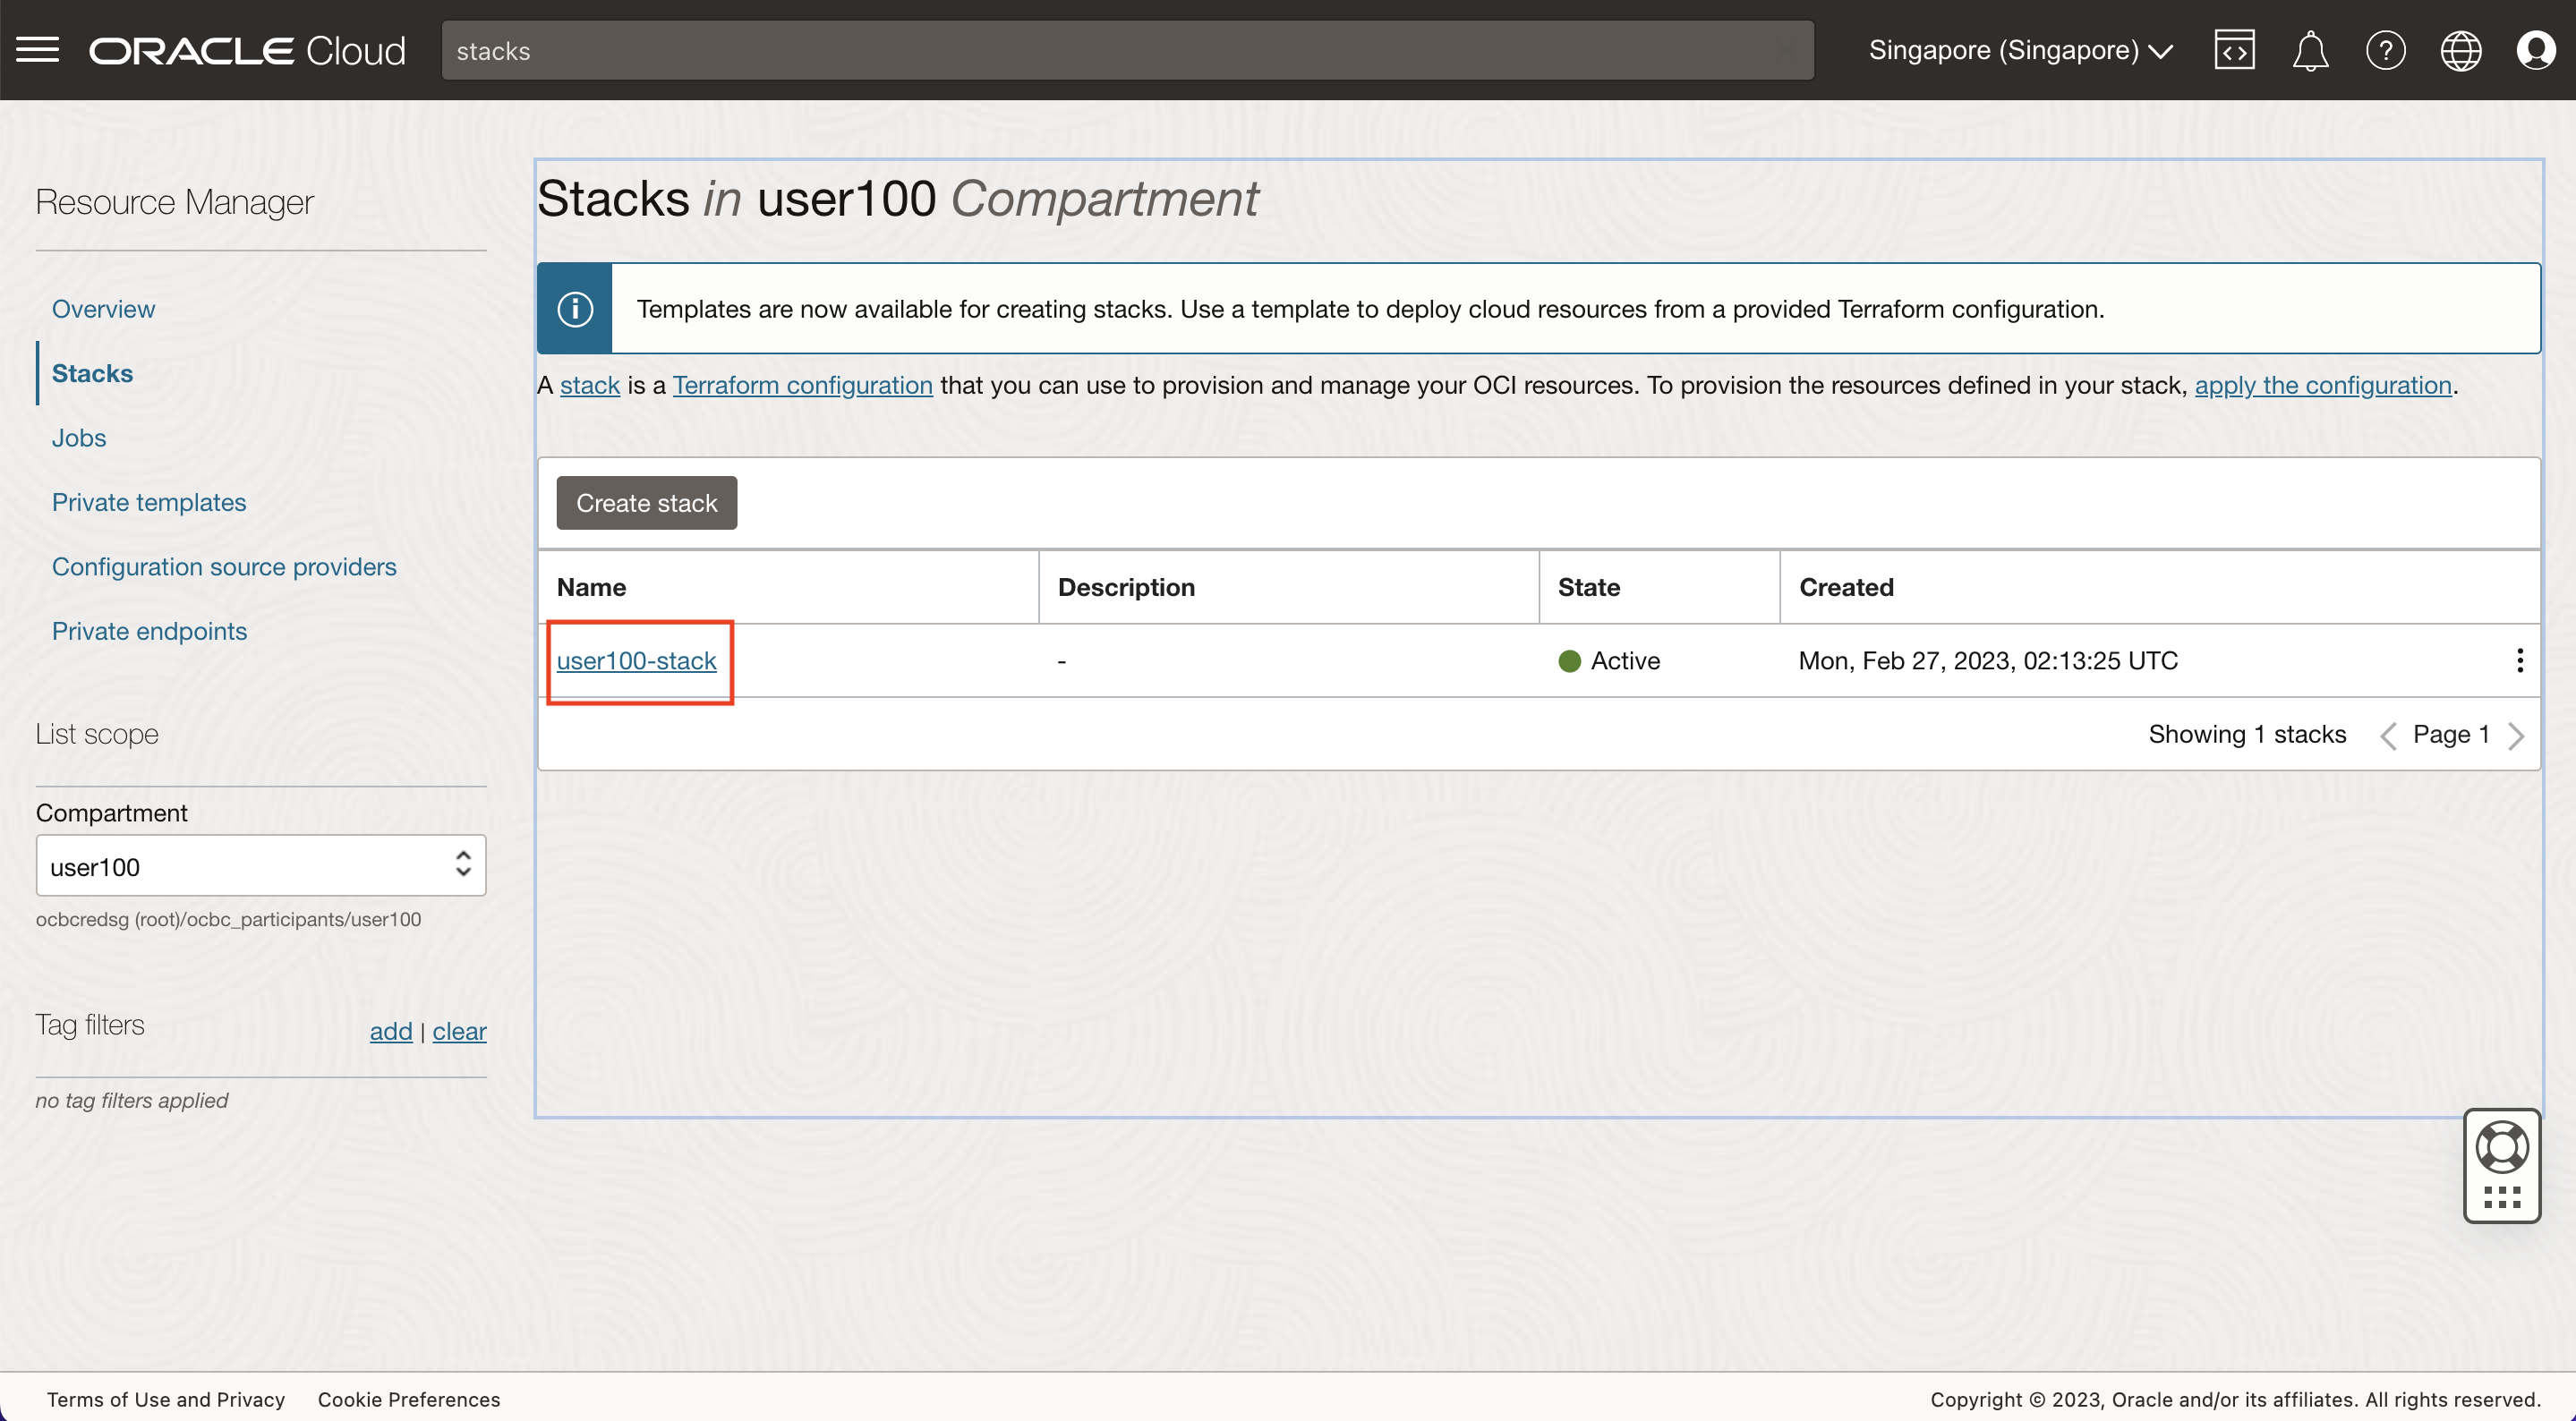 ORACLE Cloud
stacks
Singapore (Singapore)
Resource Manager
Overview
Stacks
Jobs
Private templates
Configuration source providers
Private endpoints
List scope
Compartment
user100
ocbcredsg (root)/ocbc_participants/user100
Tag filters
add | clear
no tag filters applied
Stacks in user100 Compartment
Templates are now available for creating stacks. Use a template to deploy cloud resources from a provided Terraform configuration.
A stack is a Terraform configuration that you can use to provision and manage your OCI resources. To provision the resources defined in your stack, apply the configuration.
Create stack
Name Description State Created
user100-stack - Active Mon, Feb 27, 2023, 02:13:25 UTC
Showing 1 stacks Page 1
Terms of Use and Privacy Cookie Preferences
Copyright © 2023, Oracle and/or its affiliates. All rights reserved.